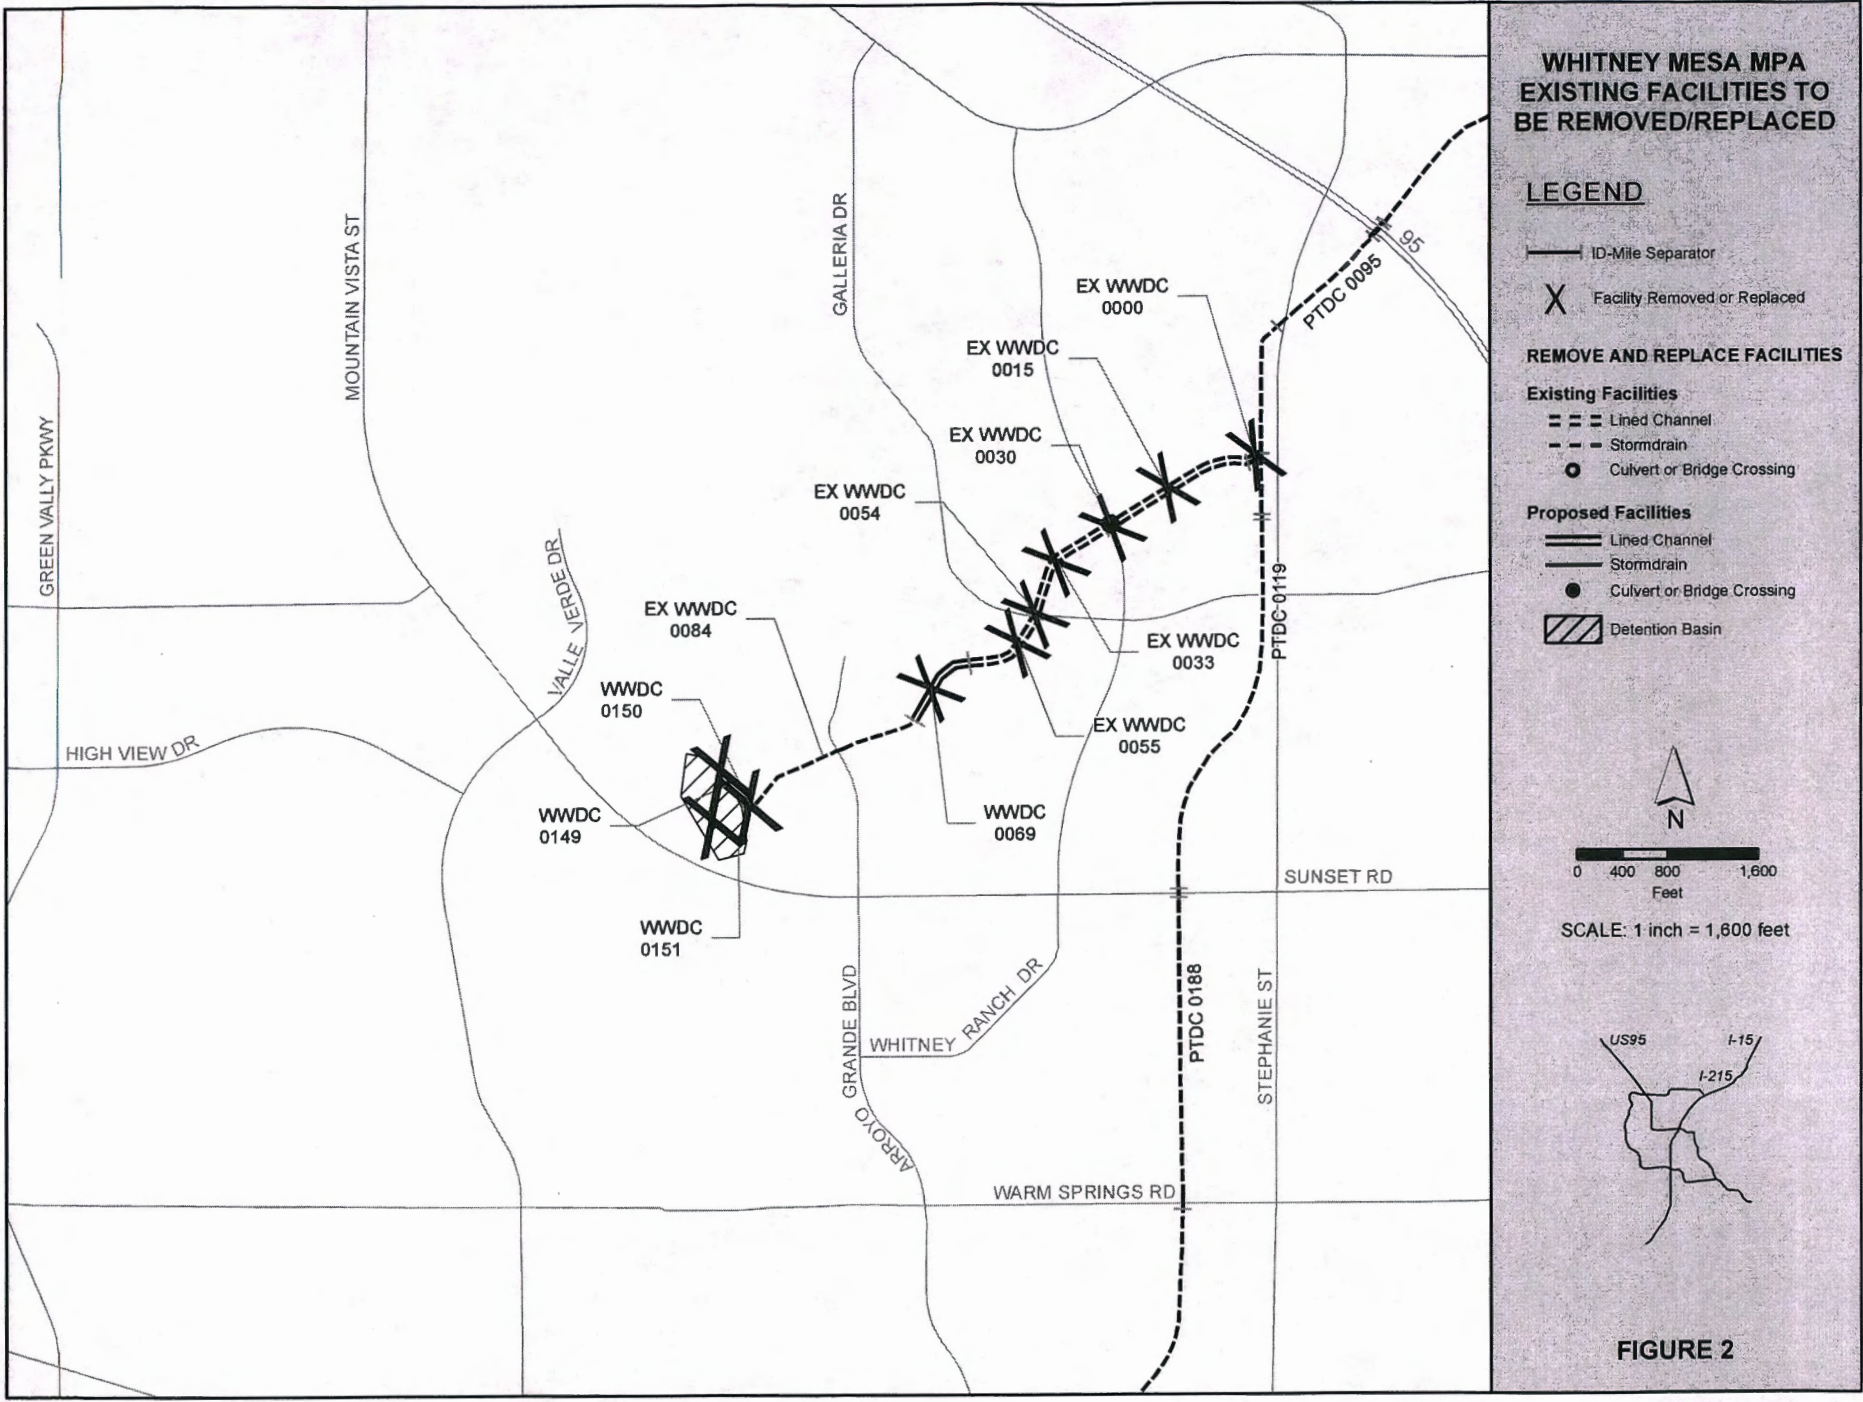 WHITNEY MESA MPA
EXISTING FACILITIES TO
BE REMOVED/REPLACED
LEGEND
ID-Mile Separator
X Facility Removed or Replaced
REMOVE AND REPLACE FACILITIES
Existing Facilities
Lined Channel
Stormdrain
Culvert or Bridge Crossing
Proposed Facilities
Lined Channel
Stormdrain
Culvert or Bridge Crossing
Detention Basin
N
0 400 800 1,600
Feet
SCALE: 1 inch = 1,600 feet
US95
I-15
I-215
FIGURE 2
GREEN VALLY PKWY
MOUNTAIN VISTA ST
GALLERIA DR
95
PTDC 0095
EX WWDC
0000
EX WWDC
0015
EX WWDC
0030
EX WWDC
0054
VALLE VERDE DR
EX WWDC
0084
PTDC 0119
EX WWDC
0033
WWDC
0150
EX WWDC
0055
HIGH VIEW DR
WWDC
0149
WWDC
0069
SUNSET RD
WWDC
0151
GRANDE BLVD
WHITNEY
RANCH DR
PTDC 0188
STEPHANIE ST
ARROYO
WARM SPRINGS RD